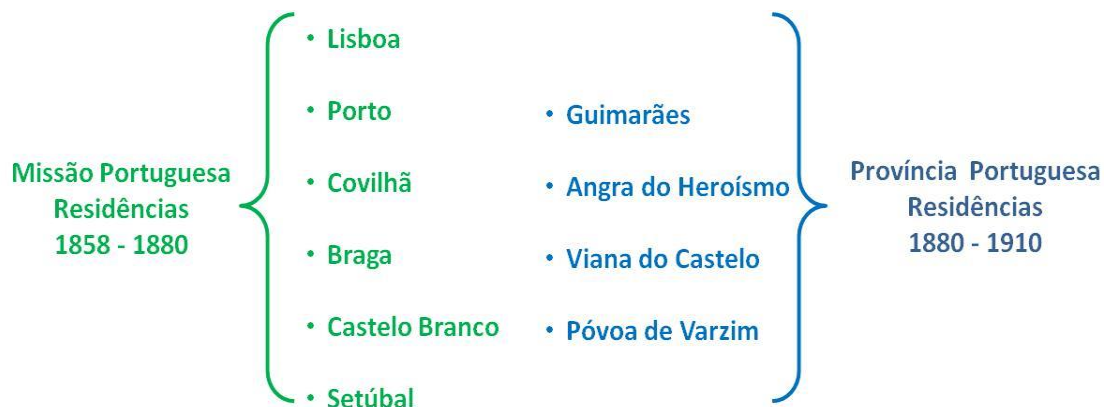 Missão Portuguesa
Residências
1858 - 1880
• Lisboa
• Porto
• Covilhã
• Braga
• Castelo Branco
• Setúbal
• Guimarães
• Angra do Heroísmo
• Viana do Castelo
• Póvoa de Varzim
Província Portuguesa
Residências
1880 - 1910